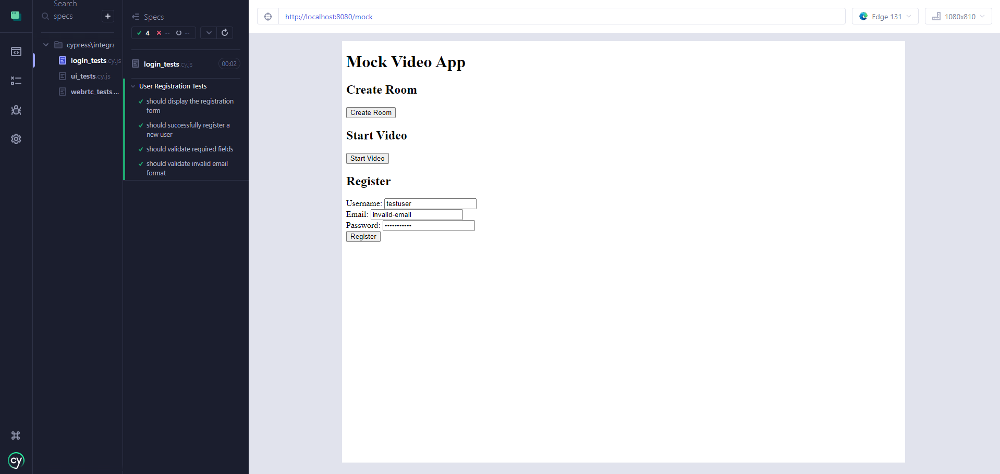 Search
specs
+
cypress\integra
login_tests.cy.js
ui_tests.cy.js
webrtc_tests....
cy
Specs
4 -- --
login_tests.cy.js 00:02
User Registration Tests
should display the registration
form
should successfully register a
new user
should validate required fields
should validate invalid email
format
http://localhost:8080/mock
Edge 131
1080x810
Mock Video App
Create Room
Create Room
Start Video
Start Video
Register
Username: testuser
Email: invalid-email
Password: •••••••••••
Register